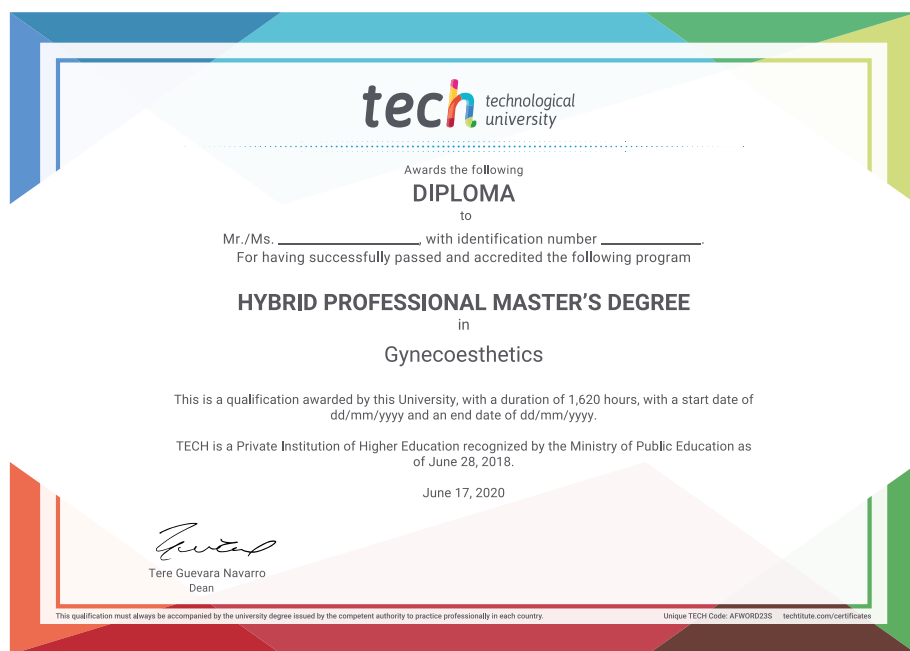 tech technological
university
Awards the following
DIPLOMA
to
Mr./Ms. ____________________, with identification number ______________.
For having successfully passed and accredited the following program
HYBRID PROFESSIONAL MASTER'S DEGREE
in
Gynecoesthetics
This is a qualification awarded by this University, with a duration of 1,620 hours, with a start date of
dd/mm/yyyy and an end date of dd/mm/yyyy.
TECH is a Private Institution of Higher Education recognized by the Ministry of Public Education as
of June 28, 2018.
June 17, 2020
Tere Guevara Navarro
Dean
This qualification must always be accompanied by the university degree issued by the competent authority to practice professionally in each country.
Unique TECH Code: AFWORD23S techtitute.com/certificates